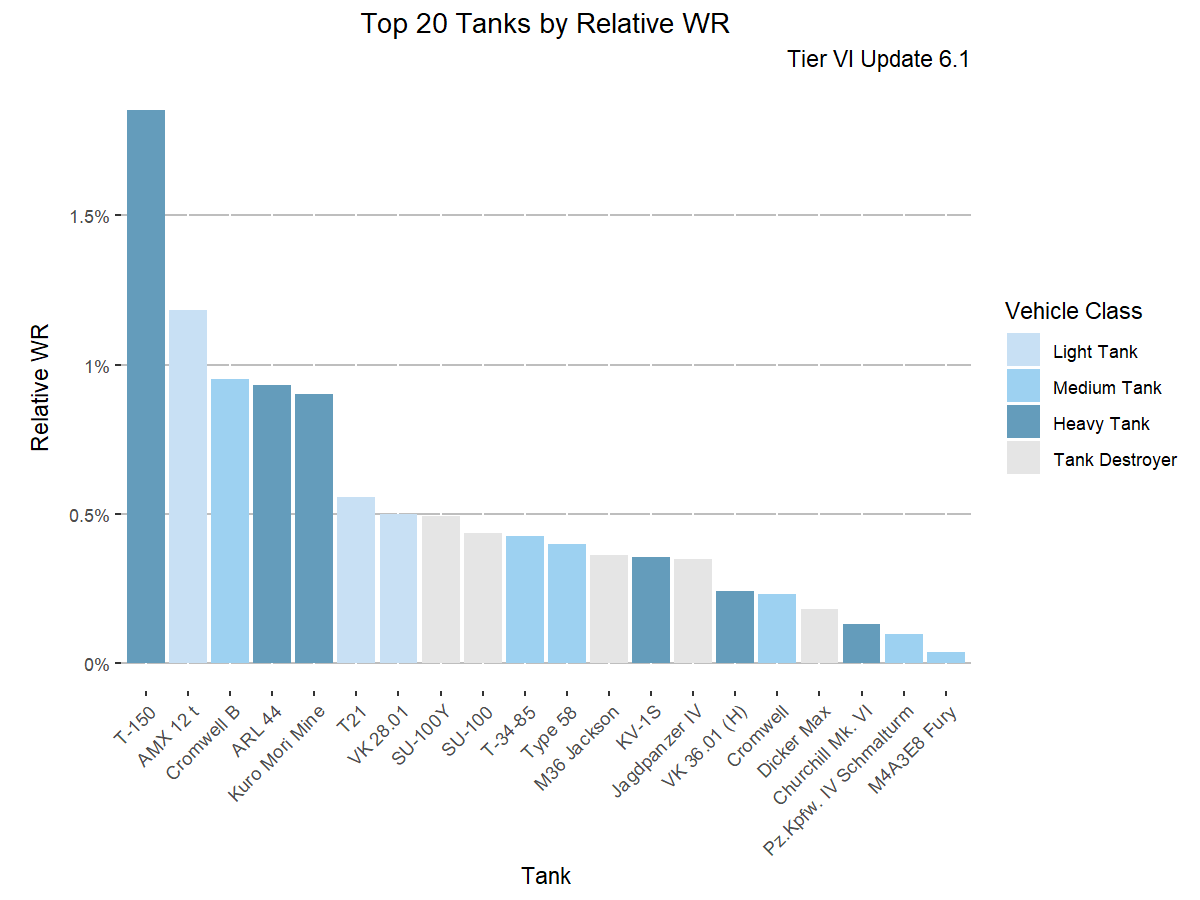 Top 20 Tanks by Relative WR
Tier VI Update 6.1
Relative WR
1.5%
1%
0.5%
0%
T-150
AMX 12 t
Cromwell B
ARL 44
Kuro Mori Mine
T21
VK 28.01
SU-100Y
SU-100
T-34-85
Type 58
M36 Jackson
KV-1S
Jagdpanzer IV
VK 36.01 (H)
Cromwell
Dicker Max
Churchill Mk. VI
Pz.Kpfw. IV Schmalturm
M4A3E8 Fury
Tank
Vehicle Class
Light Tank
Medium Tank
Heavy Tank
Tank Destroyer